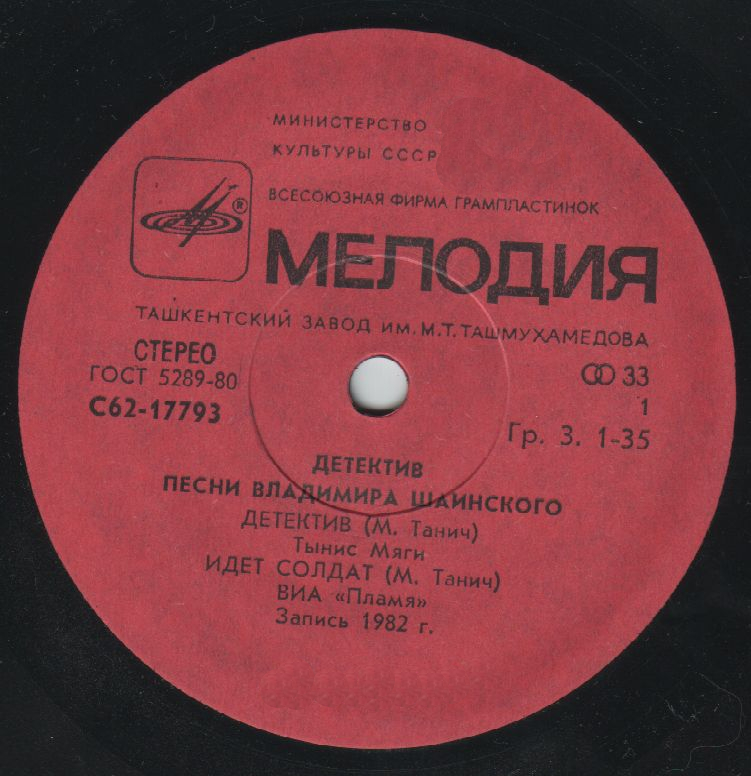 МИНИСТЕРСТВО
КУЛЬТУРЫ СССР
ВСЕСОЮЗНАЯ ФИРМА ГРАМПЛАСТИНОК
®
МЕЛОДИЯ
ТАШКЕНТСКИЙ ЗАВОД ИМ. М.Т. ТАШМУХАМЕДОВА
СТЕРЕО
ГОСТ 5289-80
С62-17793
33
1
Гр. 3. 1-35
ДЕТЕКТИВ
ПЕСНИ ВЛАДИМИРА ШАИНСКОГО
ДЕТЕКТИВ (М. Танич)
Тынис Мяги
ИДЕТ СОЛДАТ (М. Танич)
ВИА «Пламя»
Запись 1982 г.